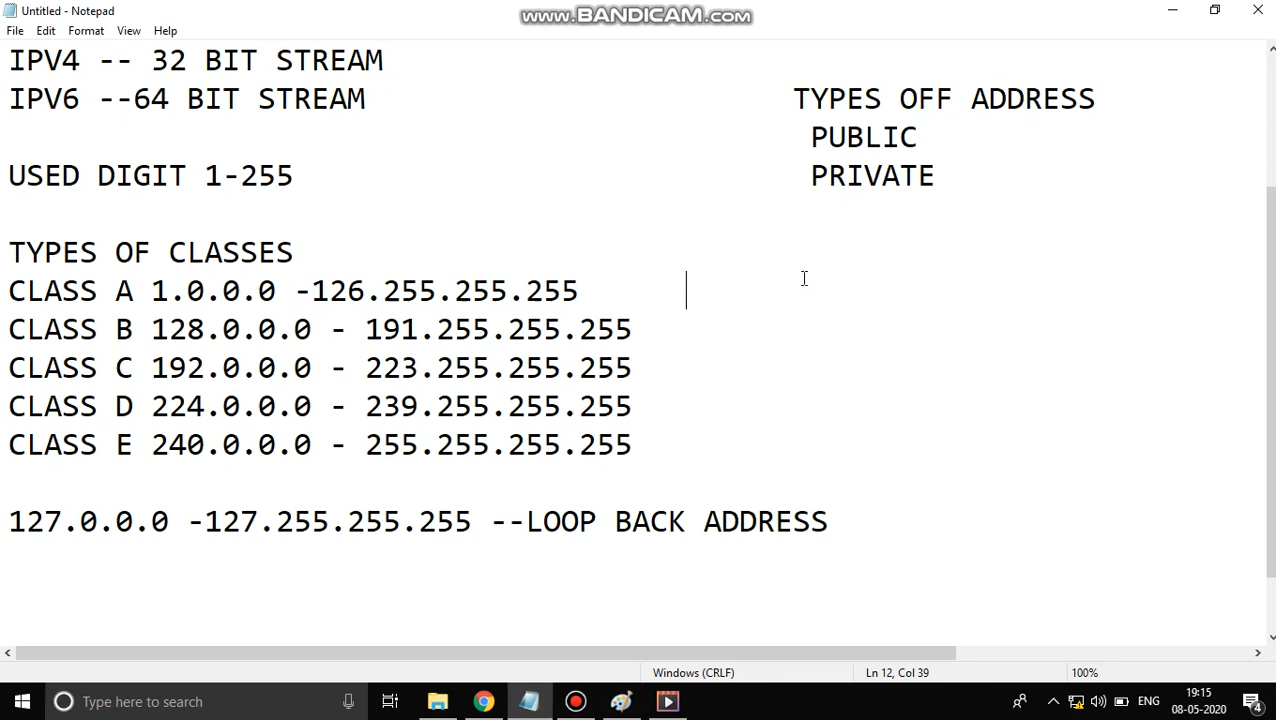 Untitled - Notepad
www.BANDICAM.com
File Edit Format View Help
IPV4 -- 32 BIT STREAM
IPV6 --64 BIT STREAM TYPES OFF ADDRESS
PUBLIC
USED DIGIT 1-255 PRIVATE
TYPES OF CLASSES
CLASS A 1.0.0.0 -126.255.255.255
CLASS B 128.0.0.0 - 191.255.255.255
CLASS C 192.0.0.0 - 223.255.255.255
CLASS D 224.0.0.0 - 239.255.255.255
CLASS E 240.0.0.0 - 255.255.255.255
127.0.0.0 -127.255.255.255 --LOOP BACK ADDRESS
Windows (CRLF) Ln 12, Col 39 100%
Type here to search ENG 19:15
08-05-2020 4